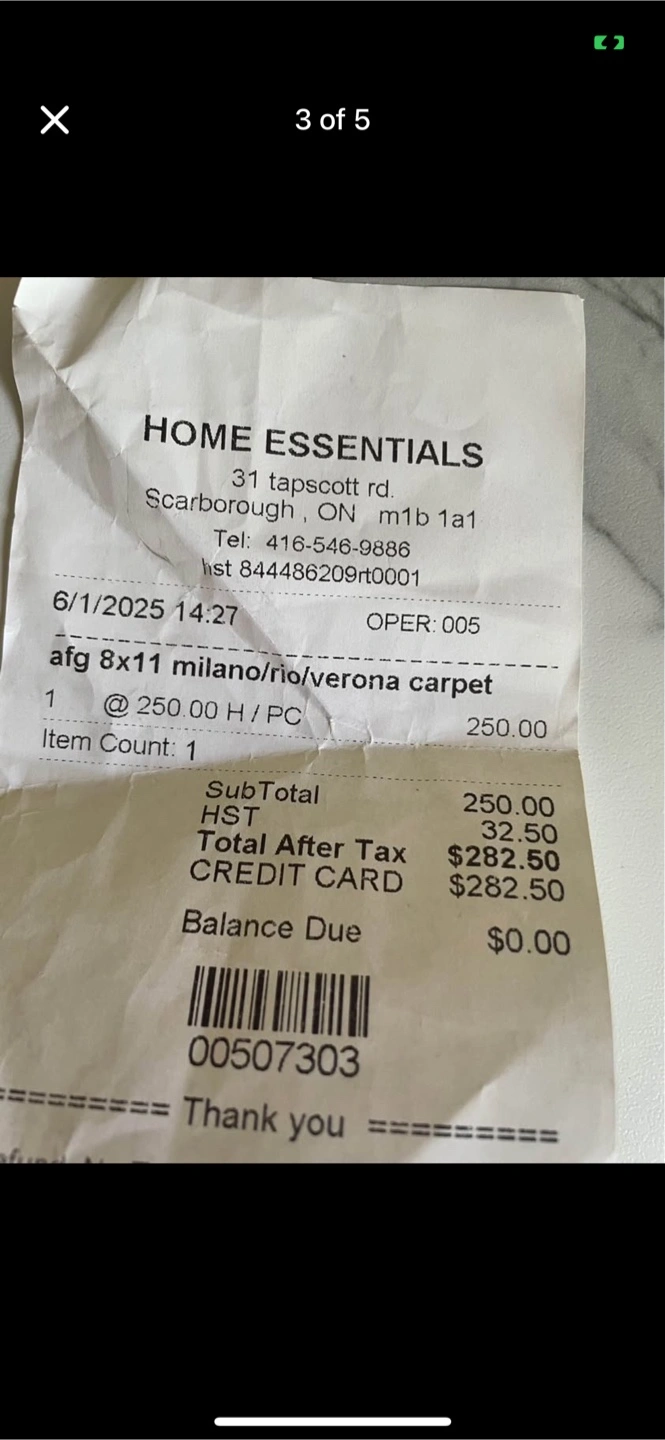 3 of 5
HOME ESSENTIALS
31 tapscott rd.
Scarborough , ON m1b 1a1
Tel: 416-546-9886
hst 844486209rt0001
6/1/2025 14:27 OPER: 005
afg 8x11 milano/rio/verona carpet
1 @ 250.00 H / PC 250.00
Item Count: 1
SubTotal 250.00
HST 32.50
Total After Tax $282.50
CREDIT CARD $282.50
Balance Due $0.00
00507303
========= Thank you =========